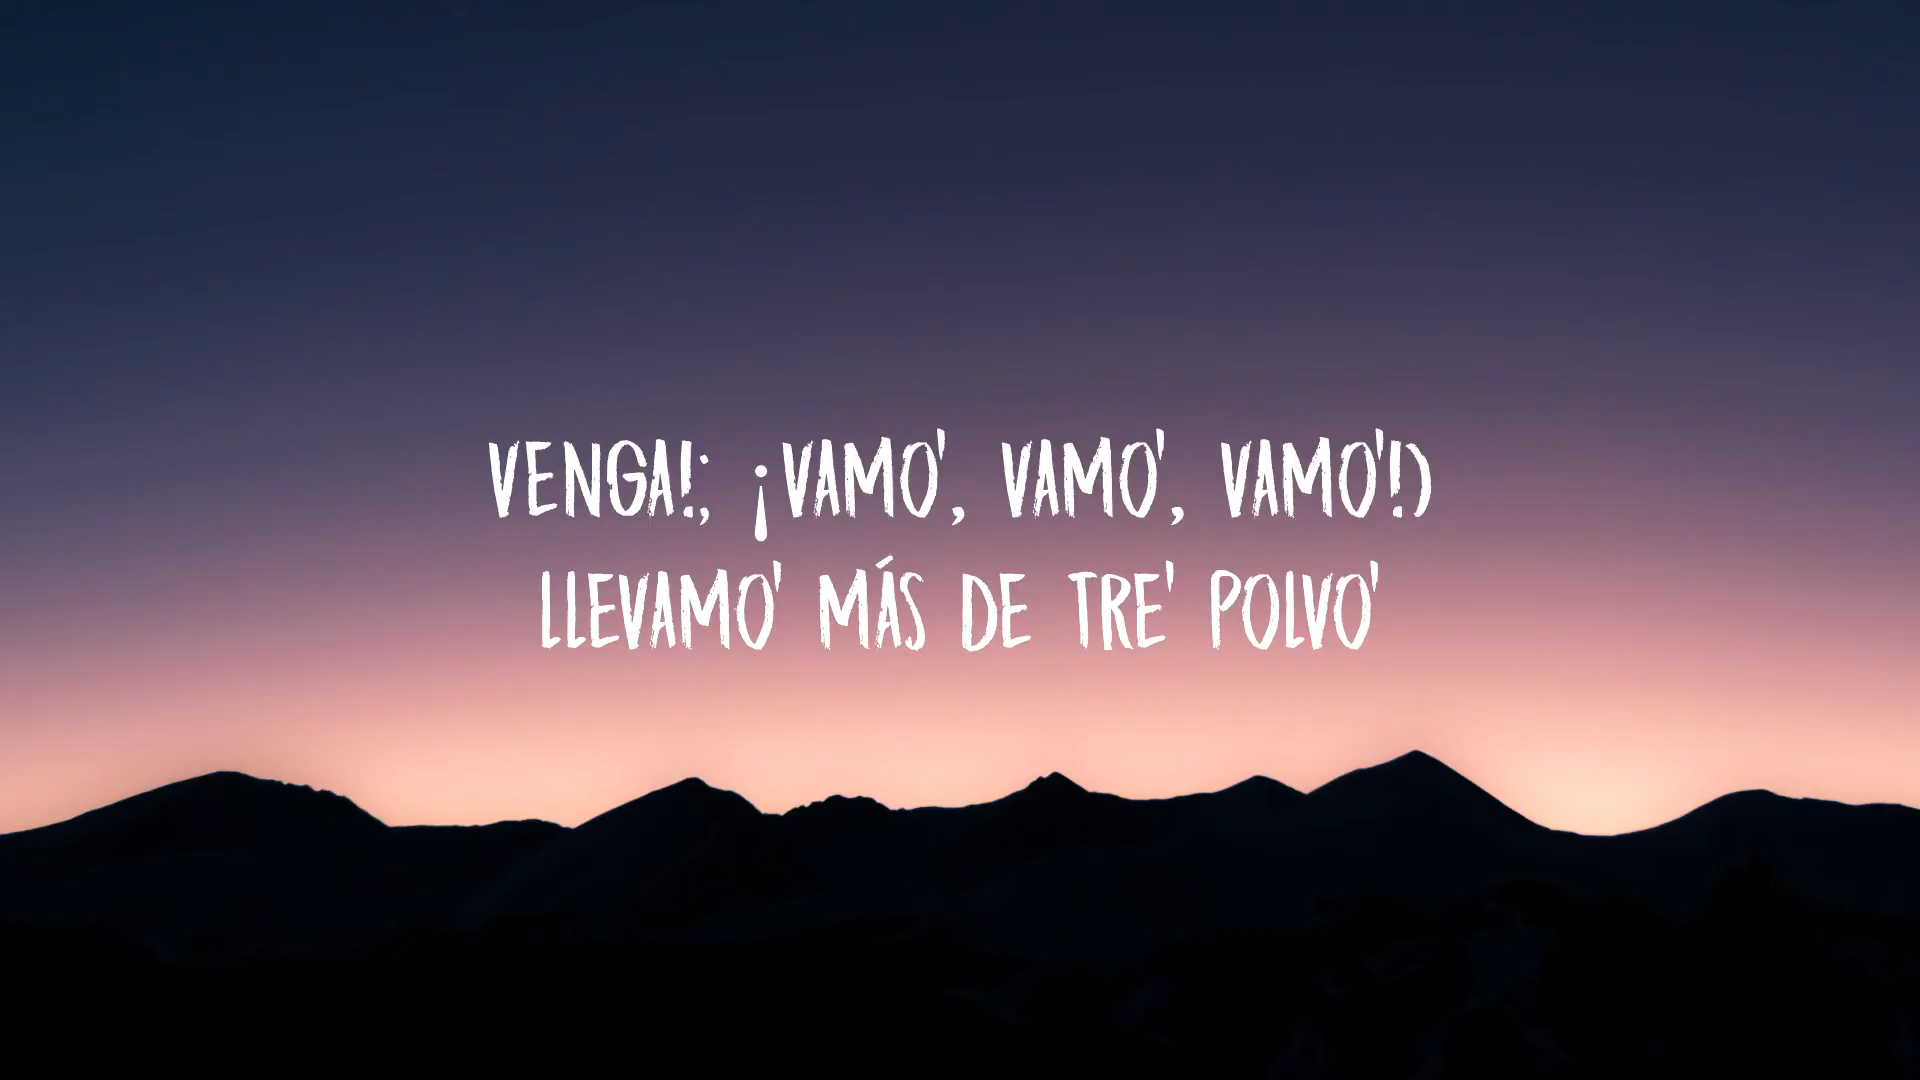 VENGA!; ¡VAMO', VAMO', VAMO'!)
LLEVAMO' MÁS DE TRE' POLVO'